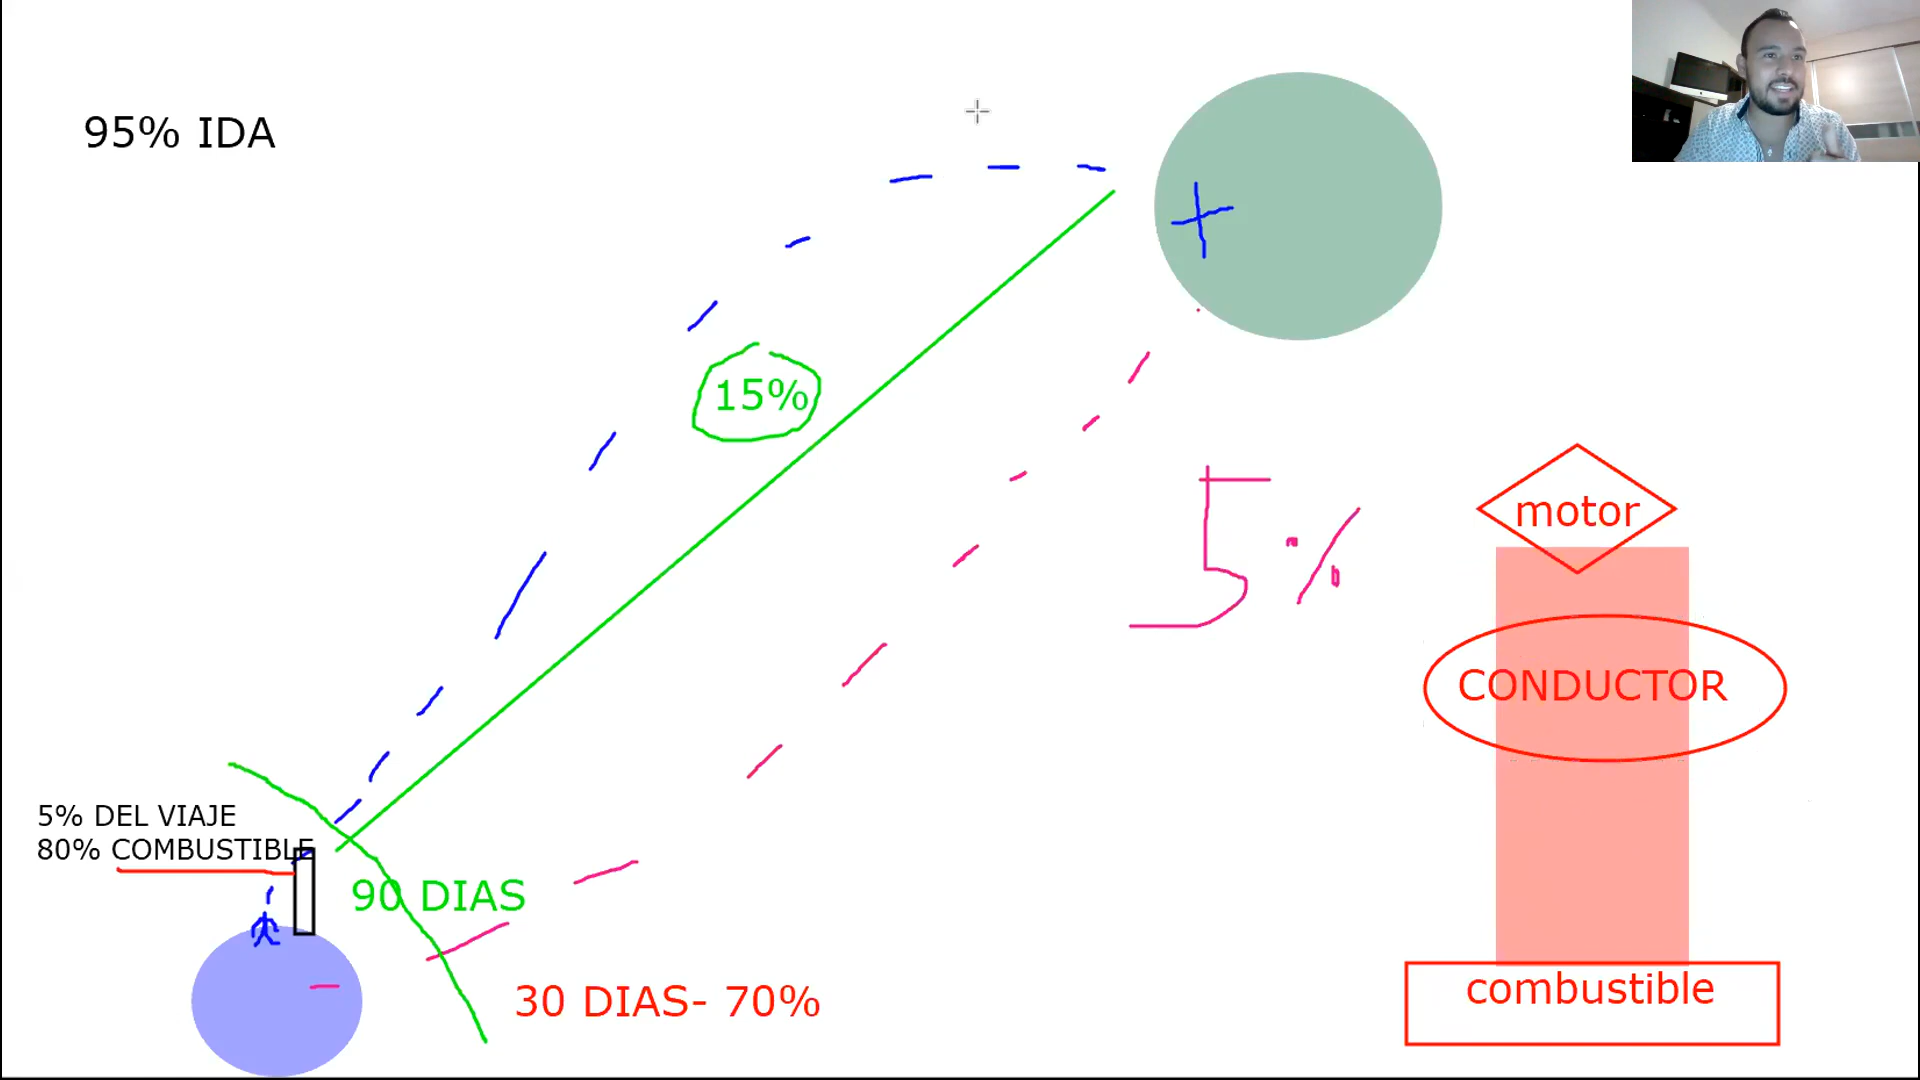 95% IDA
15%
5%
motor
CONDUCTOR
5% DEL VIAJE
80% COMBUSTIBLE
90 DIAS
30 DIAS- 70%
combustible